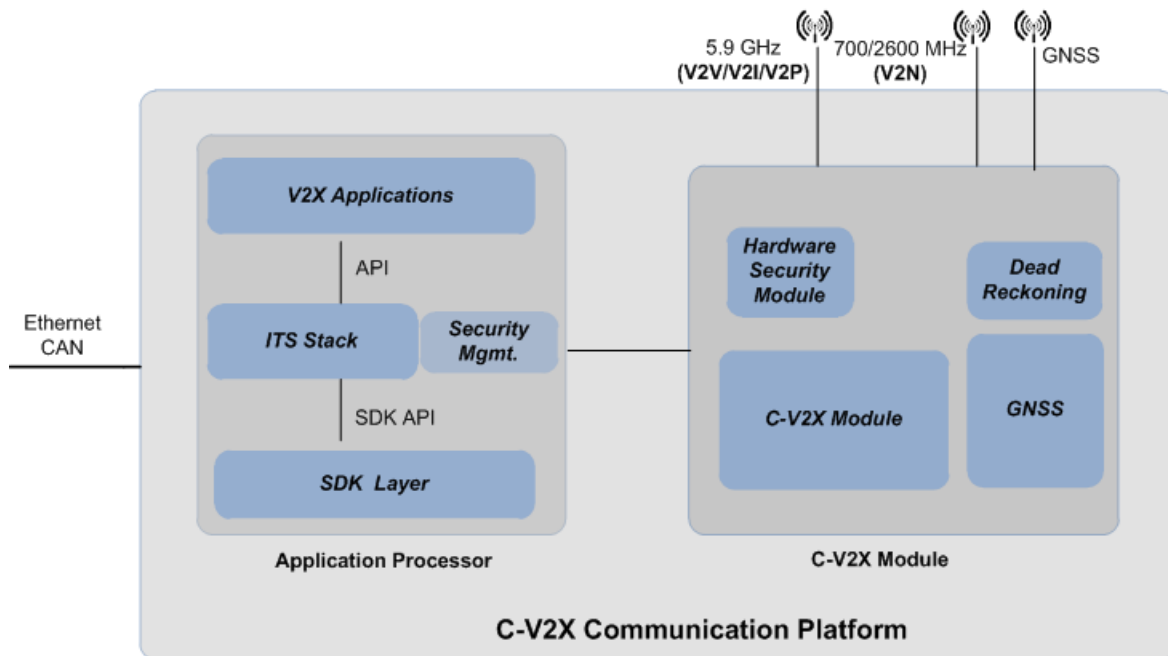 5.9 GHz
(V2V/V2I/V2P)
700/2600 MHz
(V2N)
GNSS
Ethernet
CAN
V2X Applications
API
ITS Stack
Security
Mgmt.
SDK API
SDK Layer
Application Processor
Hardware
Security
Module
Dead
Reckoning
C-V2X Module
GNSS
C-V2X Module
C-V2X Communication Platform